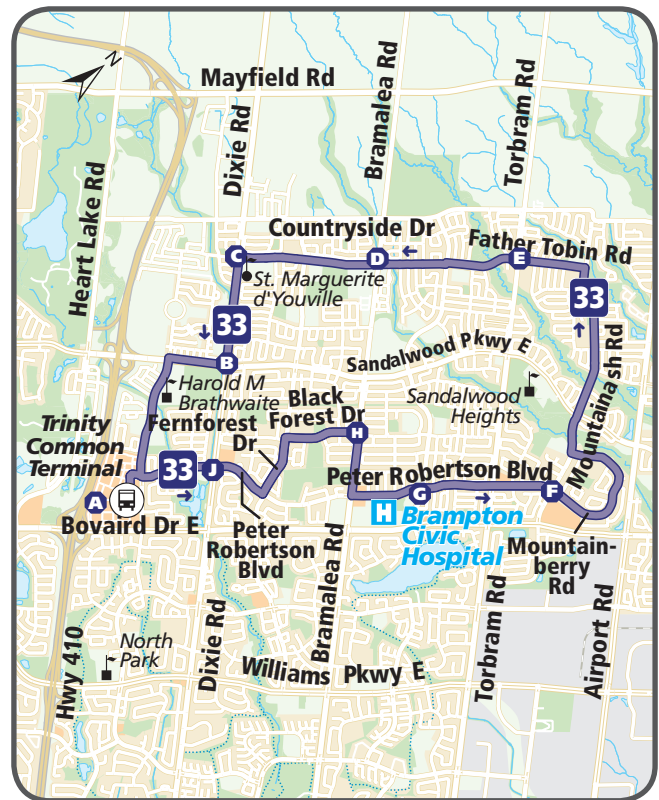 N
Mayfield Rd
Heart Lake Rd
Dixie Rd
Bramalea Rd
Torbram Rd
Countryside Dr
Father Tobin Rd
C
D
E
St. Marguerite
d'Youville
33
33
B
Sandalwood Pkwy E
Mountainash Rd
Harold M
Brathwaite
Black
Forest Dr
Sandalwood
Heights
Trinity
Common
Terminal
Fernforest
Dr
H
33
J
Peter Robertson Blvd
A
G
F
Bovaird Dr E
Peter
Robertson
Blvd
H
Brampton
Civic
Hospital
Mountain-
berry
Rd
Bramalea Rd
Torbram Rd
Airport Rd
Dixie Rd
Hwy 410
North
Park
Williams Pkwy E